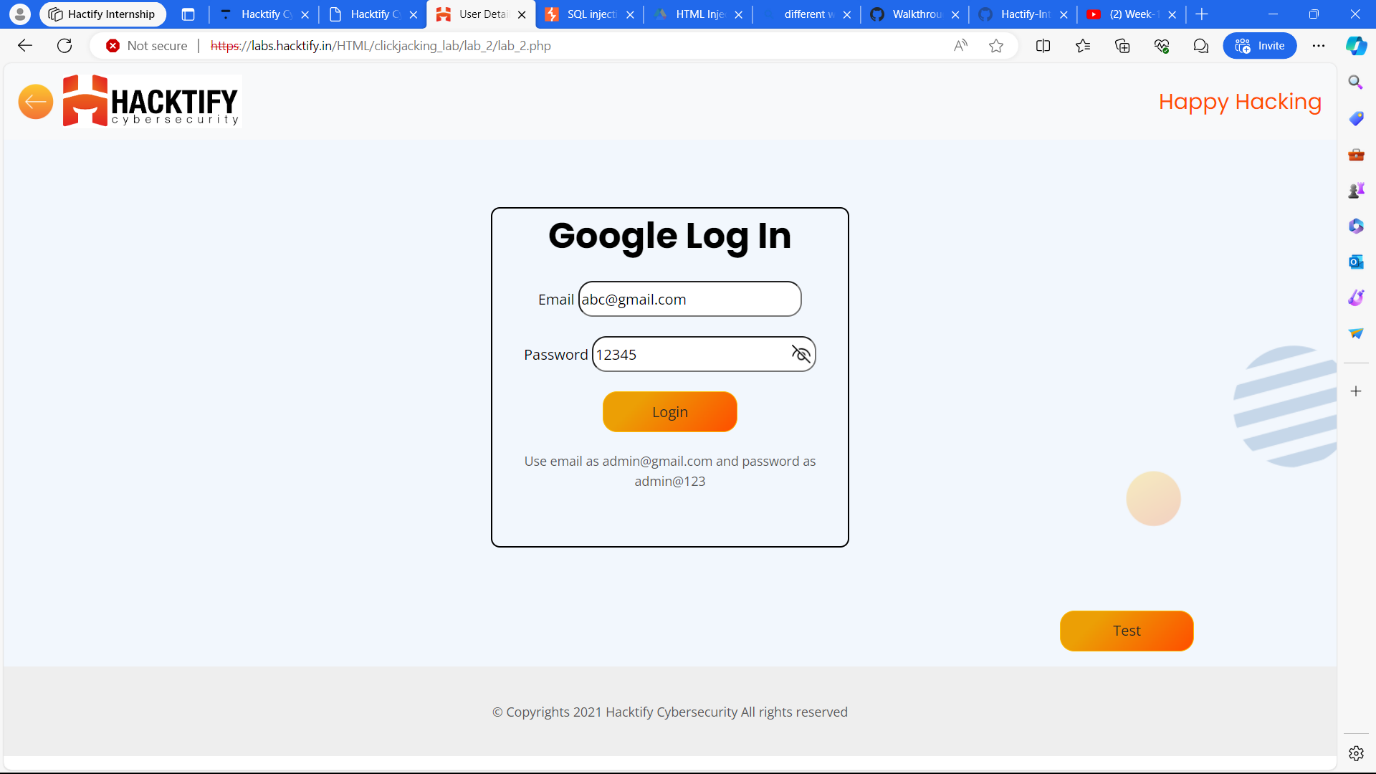 Hactify Internship
Hacktify Cy
Hacktify Cy
User Detai
SQL injecti
HTML Inje
different w
Walkthrou
Hactify-Int
(2) Week-1
Not secure
https://labs.hacktify.in/HTML/clickjacking_lab/lab_2/lab_2.php
Invite
HACKTIFY
cybersecurity
Happy Hacking
Google Log In
Email abc@gmail.com
Password 12345
Login
Use email as admin@gmail.com and password as
admin@123
Test
© Copyrights 2021 Hacktify Cybersecurity All rights reserved